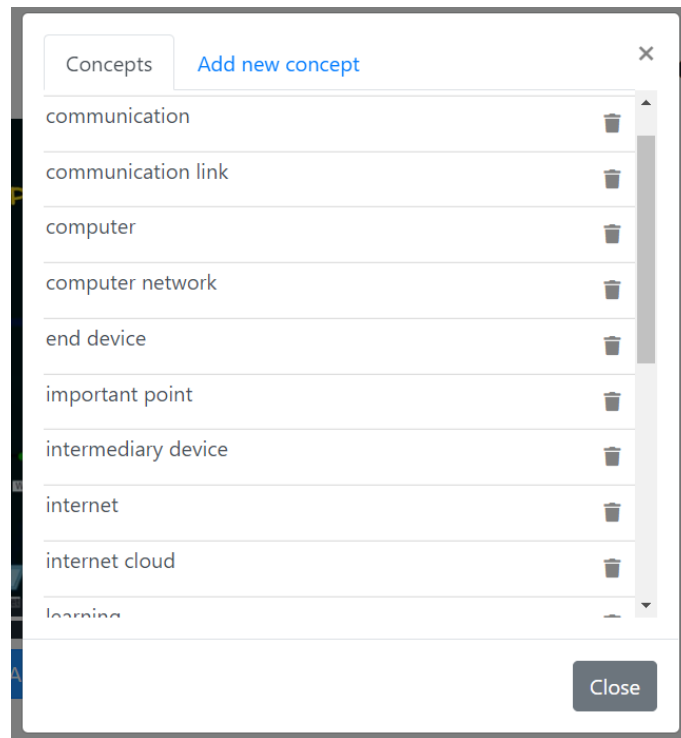 Concepts
Add new concept
×
communication
communication link
computer
computer network
end device
important point
intermediary device
internet
internet cloud
learning
Close